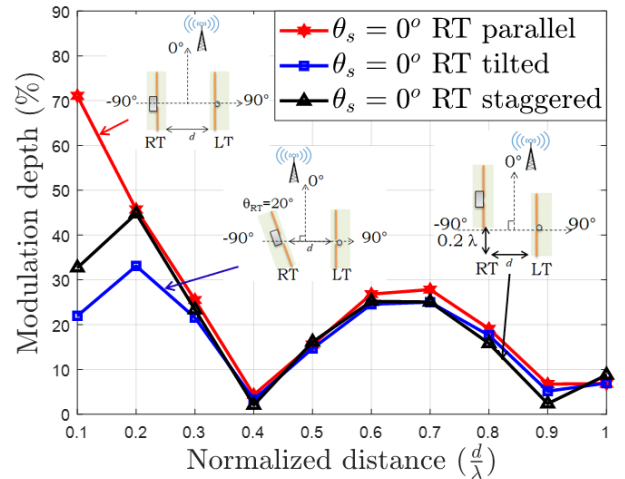 90
80
70
60
50
40
30
20
10
0
Modulation depth (%)
0.1 0.2 0.3 0.4 0.5 0.6 0.7 0.8 0.9 1
Normalized distance (d/λ)
θs = 0° RT parallel
θs = 0° RT tilted
θs = 0° RT staggered
0°
-90° 90°
d
RT LT
0°
θRT=20°
-90° 90°
d
RT LT
0°
-90° 90°
0.2 λ
d
RT LT